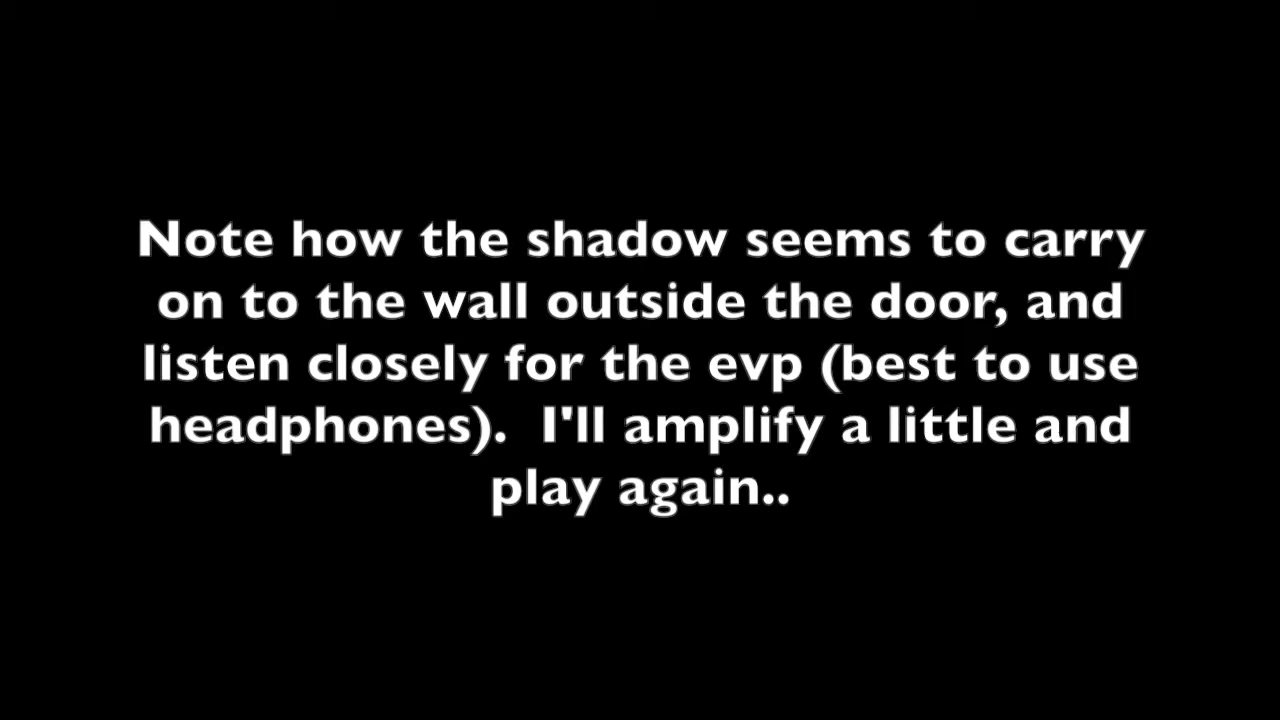 Note how the shadow seems to carry
on to the wall outside the door, and
listen closely for the evp (best to use
headphones).  I'll amplify a little and
play again..